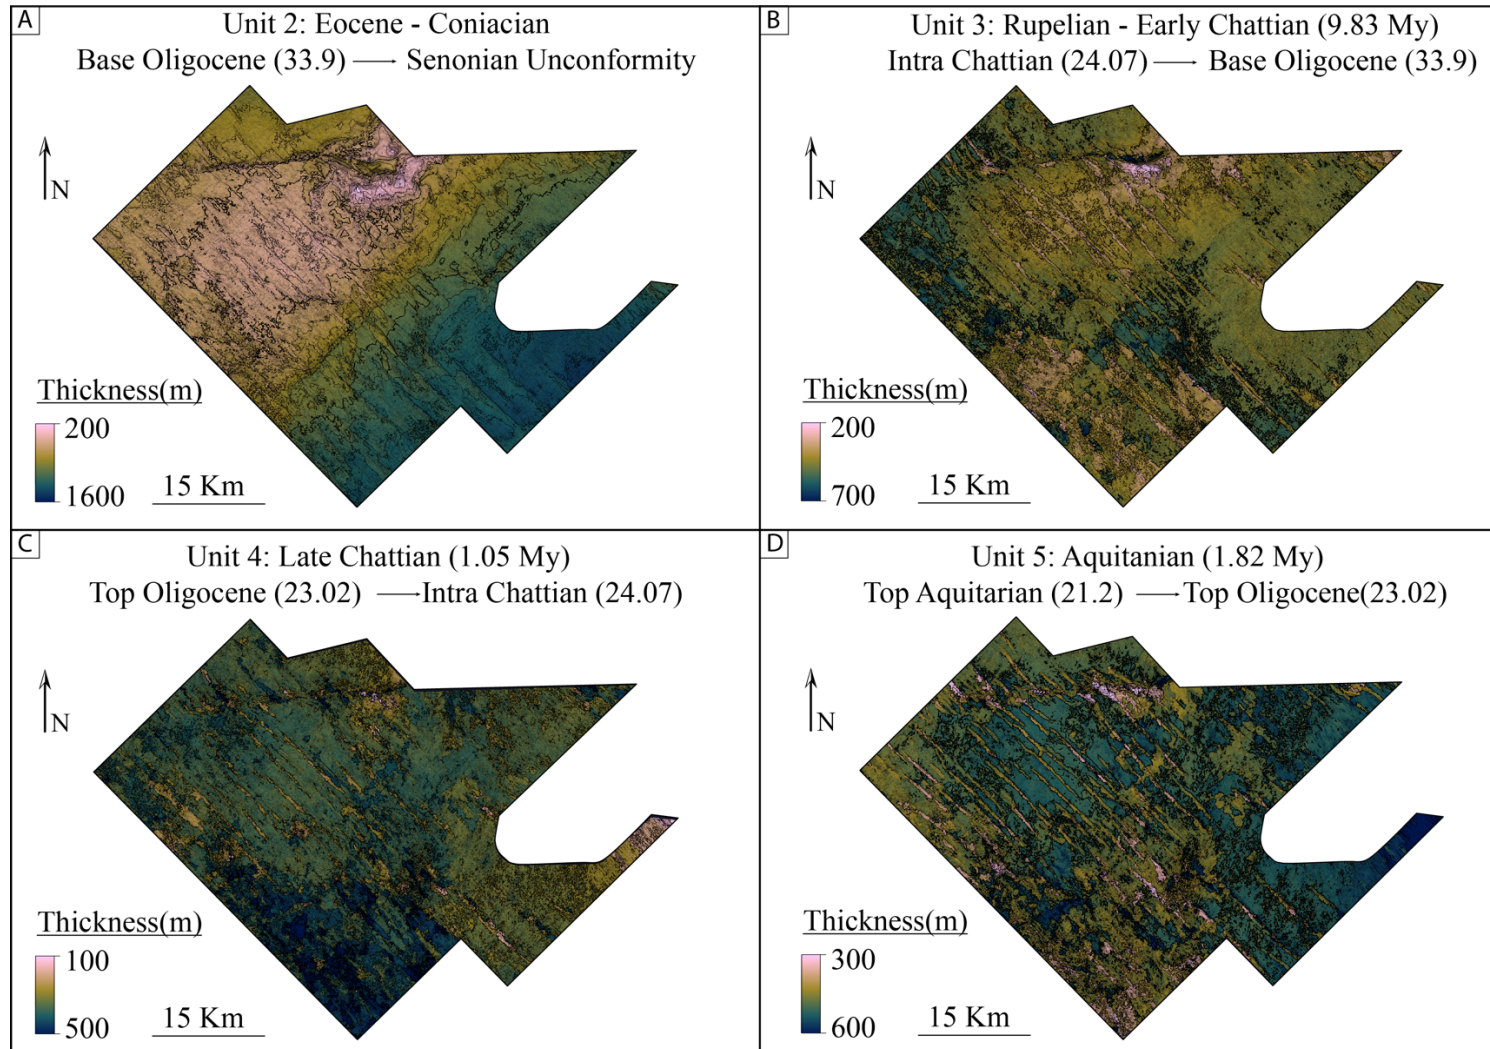 A
Unit 2: Eocene - Coniacian
Base Oligocene (33.9) → Senonian Unconformity
N
Thickness(m)
200
1600
15 Km
B
Unit 3: Rupelian - Early Chattian (9.83 My)
Intra Chattian (24.07) → Base Oligocene (33.9)
N
Thickness(m)
200
700
15 Km
C
Unit 4: Late Chattian (1.05 My)
Top Oligocene (23.02) → Intra Chattian (24.07)
N
Thickness(m)
100
500
15 Km
D
Unit 5: Aquitanian (1.82 My)
Top Aquitarian (21.2) → Top Oligocene(23.02)
N
Thickness(m)
300
600
15 Km